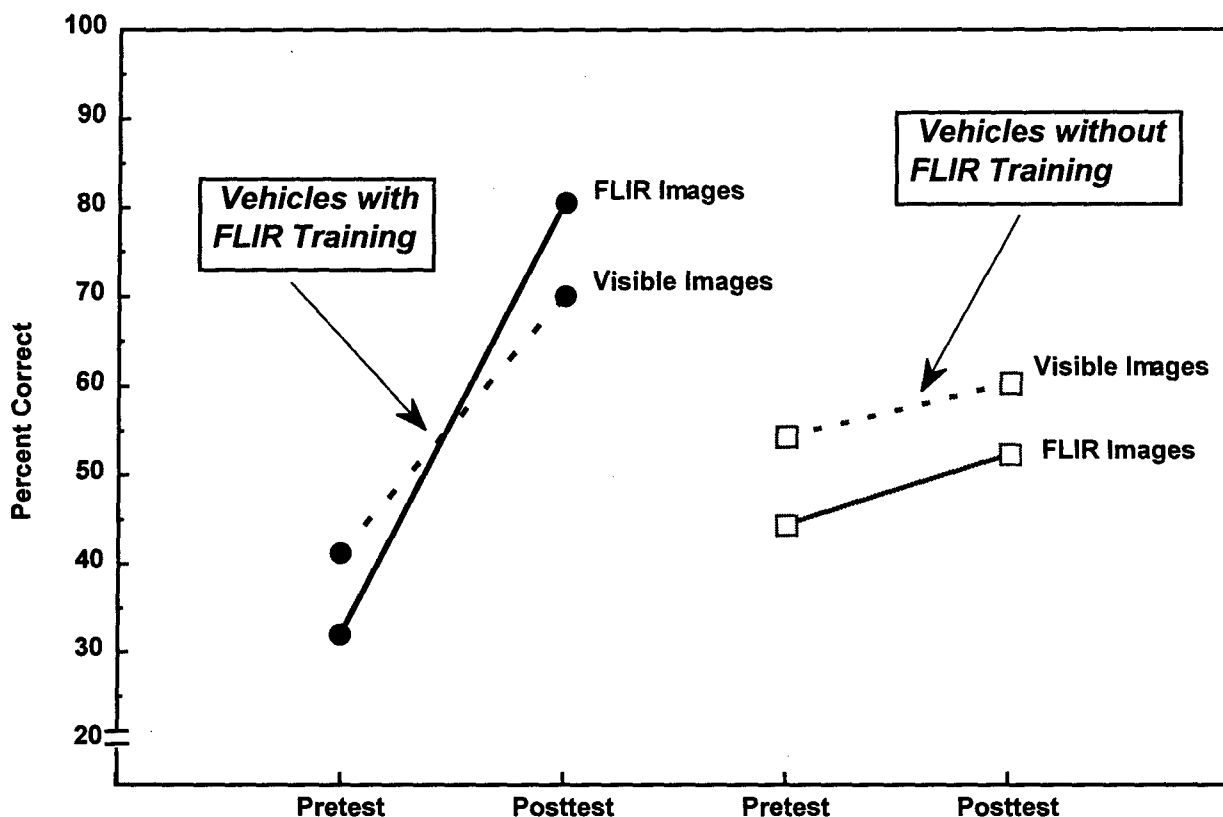 100
90
80
70
60
50
40
30
20
Percent Correct
Vehicles with
FLIR Training
FLIR Images
Visible Images
Vehicles without
FLIR Training
Visible Images
FLIR Images
Pretest Posttest Pretest Posttest